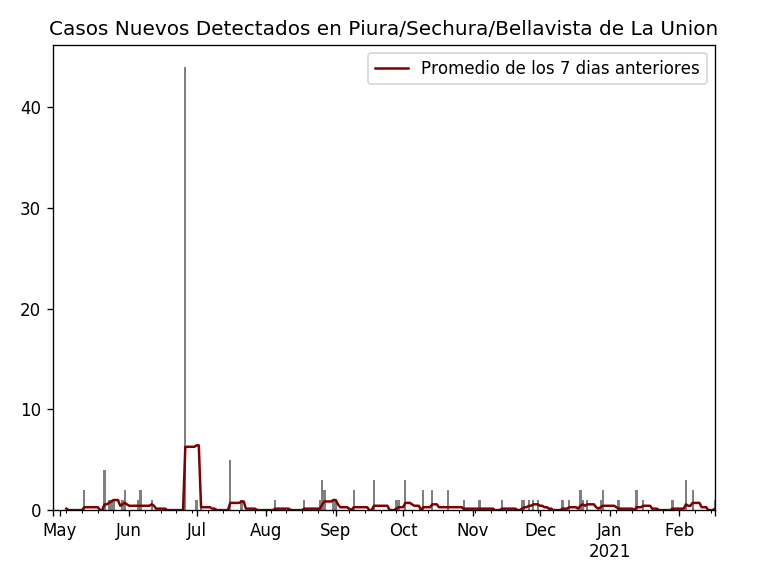 Casos Nuevos Detectados en Piura/Sechura/Bellavista de La Union
Promedio de los 7 dias anteriores
40
30
20
10
0
May Jun Jul Aug Sep Oct Nov Dec Jan Feb
2021